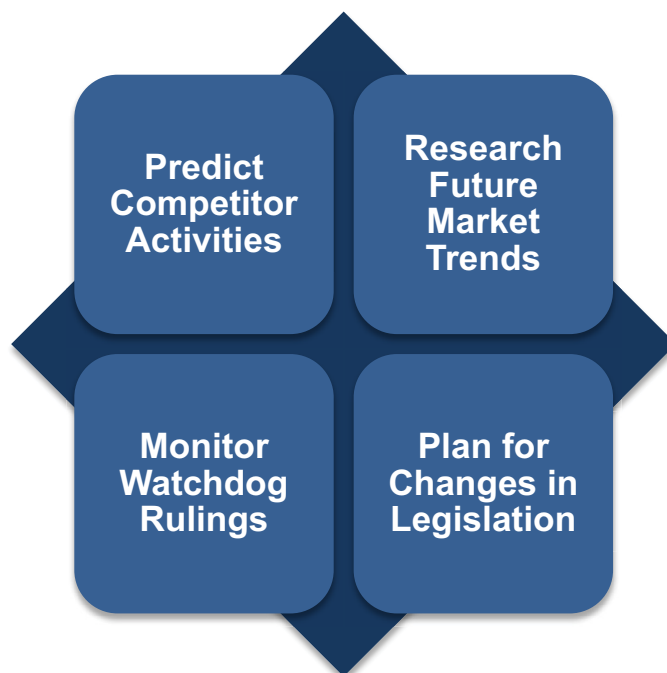 Predict
Competitor
Activities
Research
Future
Market
Trends
Monitor
Watchdog
Rulings
Plan for
Changes in
Legislation